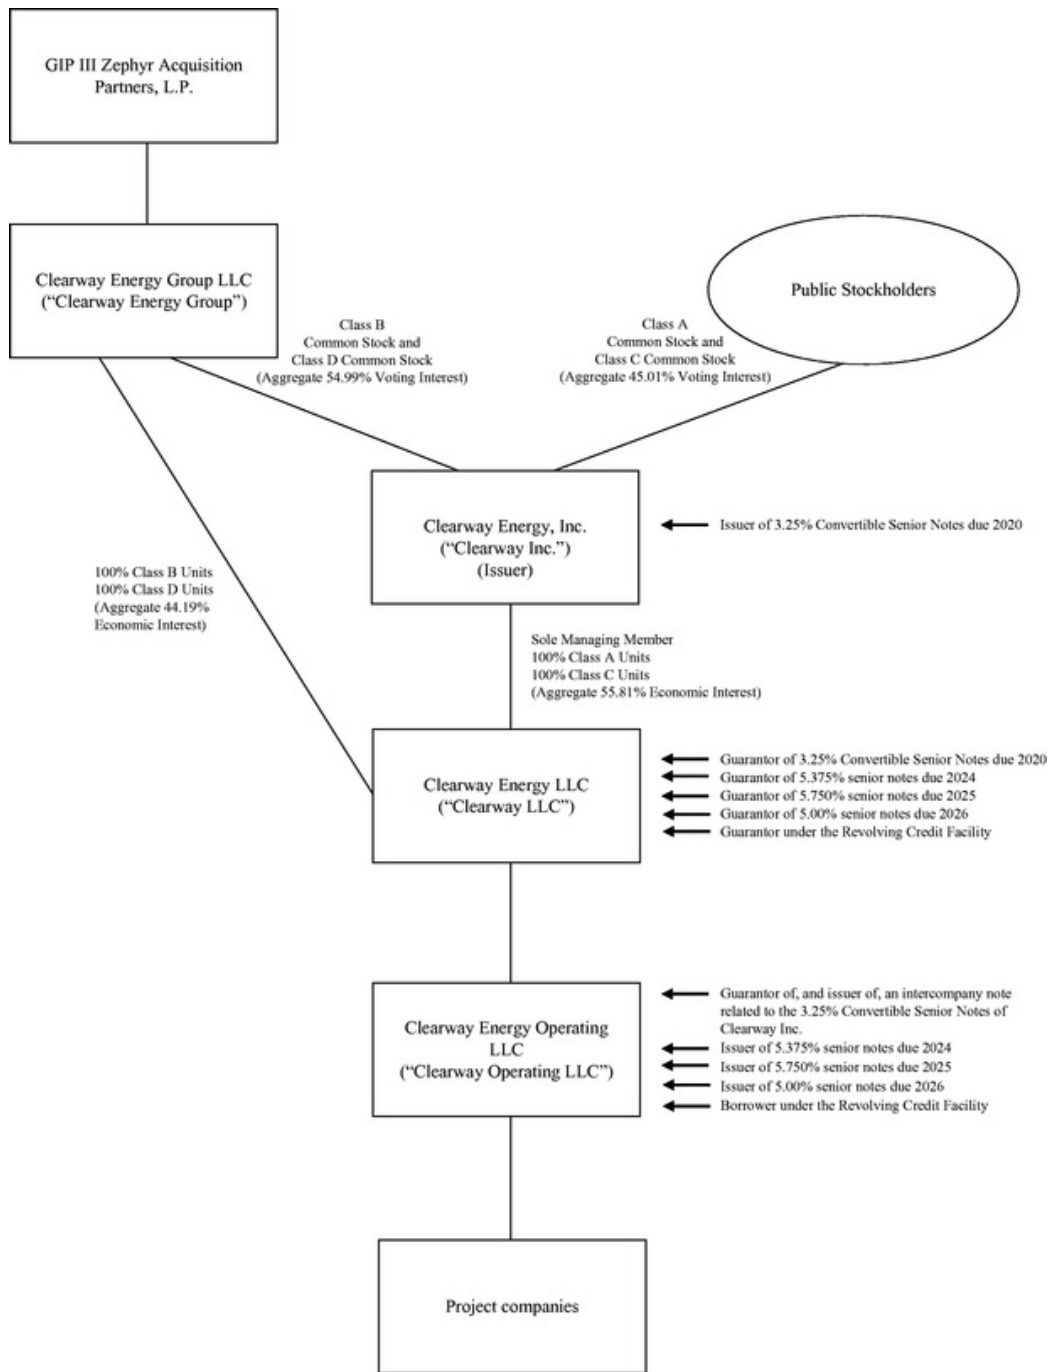 GIP III Zephyr Acquisition
Partners, L.P.
Clearway Energy Group LLC
(“Clearway Energy Group”)
Public Stockholders
Class B
Common Stock and
Class D Common Stock
(Aggregate 54.99% Voting Interest)
Class A
Common Stock and
Class C Common Stock
(Aggregate 45.01% Voting Interest)
Clearway Energy, Inc.
(“Clearway Inc.”)
(Issuer)
Issuer of 3.25% Convertible Senior Notes due 2020
100% Class B Units
100% Class D Units
(Aggregate 44.19%
Economic Interest)
Sole Managing Member
100% Class A Units
100% Class C Units
(Aggregate 55.81% Economic Interest)
Clearway Energy LLC
(“Clearway LLC”)
Guarantor of 3.25% Convertible Senior Notes due 2020
Guarantor of 5.375% senior notes due 2024
Guarantor of 5.750% senior notes due 2025
Guarantor of 5.00% senior notes due 2026
Guarantor under the Revolving Credit Facility
Clearway Energy Operating
LLC
(“Clearway Operating LLC”)
Guarantor of, and issuer of, an intercompany note
related to the 3.25% Convertible Senior Notes of
Clearway Inc.
Issuer of 5.375% senior notes due 2024
Issuer of 5.750% senior notes due 2025
Issuer of 5.00% senior notes due 2026
Borrower under the Revolving Credit Facility
Project companies